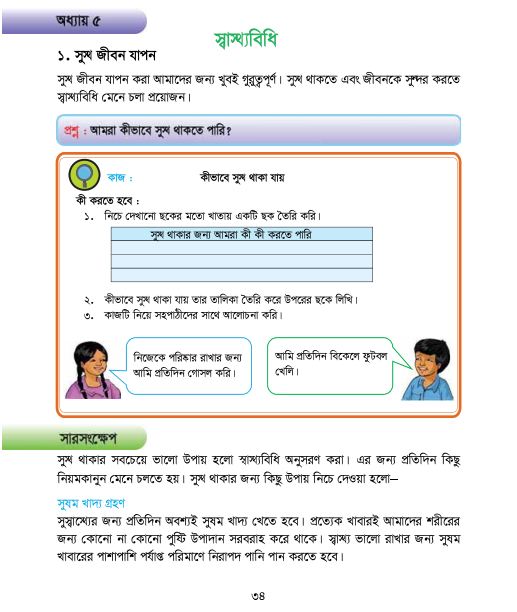 অধ্যায় ৫
স্বাস্থ্যবিধি
১. সুস্থ জীবন যাপন
সুস্থ জীবন যাপন করা আমাদের জন্য খুবই গুরুত্বপূর্ণ। সুস্থ থাকতে এবং জীবনকে সুন্দর করতে
স্বাস্থ্যবিধি মেনে চলা প্রয়োজন।
প্রশ্ন : আমরা কীভাবে সুস্থ থাকতে পারি?
কাজ : কীভাবে সুস্থ থাকা যায়
কী করতে হবে :
১. নিচে দেখানো ছকের মতো খাতায় একটি ছক তৈরি করি।
সুস্থ থাকার জন্য আমরা কী কী করতে পারি
২. কীভাবে সুস্থ থাকা যায় তার তালিকা তৈরি করে উপরের ছকে লিখি।
৩. কাজটি নিয়ে সহপাঠীদের সাথে আলোচনা করি।
নিজেকে পরিষ্কার রাখার জন্য
আমি প্রতিদিন গোসল করি।
আমি প্রতিদিন বিকেলে ফুটবল
খেলি।
সারসংক্ষেপ
সুস্থ থাকার সবচেয়ে ভালো উপায় হলো স্বাস্থ্যবিধি অনুসরণ করা। এর জন্য প্রতিদিন কিছু
নিয়মকানুন মেনে চলতে হয়। সুস্থ থাকার জন্য কিছু উপায় নিচে দেওয়া হলো—
সুষম খাদ্য গ্রহণ
সুস্বাস্থ্যের জন্য প্রতিদিন অবশ্যই সুষম খাদ্য খেতে হবে। প্রত্যেক খাবারই আমাদের শরীরের
জন্য কোনো না কোনো পুষ্টি উপাদান সরবরাহ করে থাকে। স্বাস্থ্য ভালো রাখার জন্য সুষম
খাবারের পাশাপাশি পর্যাপ্ত পরিমাণে নিরাপদ পানি পান করতে হবে।
৩৪